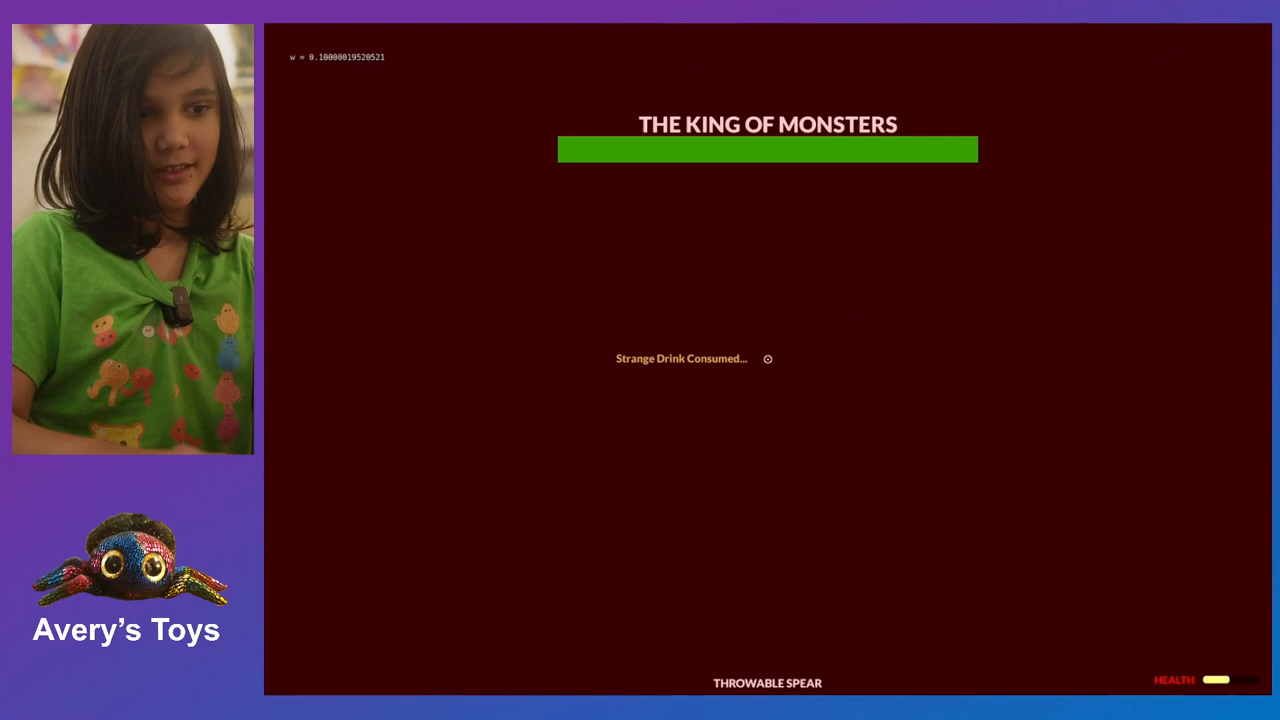 w = 0.10000019520521
THE KING OF MONSTERS
Strange Drink Consumed...
THROWABLE SPEAR
HEALTH
Avery's Toys